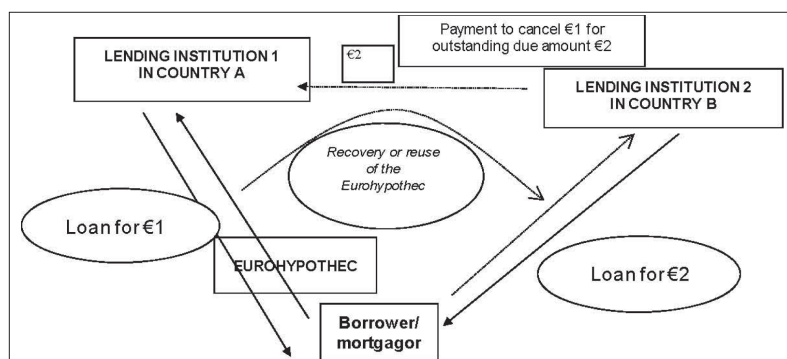 Payment to cancel €1 for
outstanding due amount €2
€2
LENDING INSTITUTION 1
IN COUNTRY A
LENDING INSTITUTION 2
IN COUNTRY B
Recovery or reuse
of the
Eurohypothec
Loan for €1
EUROHYPOTHEC
Loan for €2
Borrower/
mortgagor